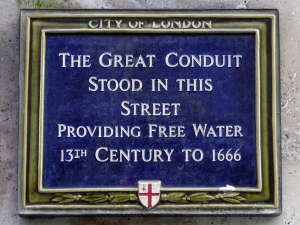 CITY OF LONDON
THE GREAT CONDUIT
STOOD IN THIS
STREET
PROVIDING FREE WATER
13TH CENTURY TO 1666